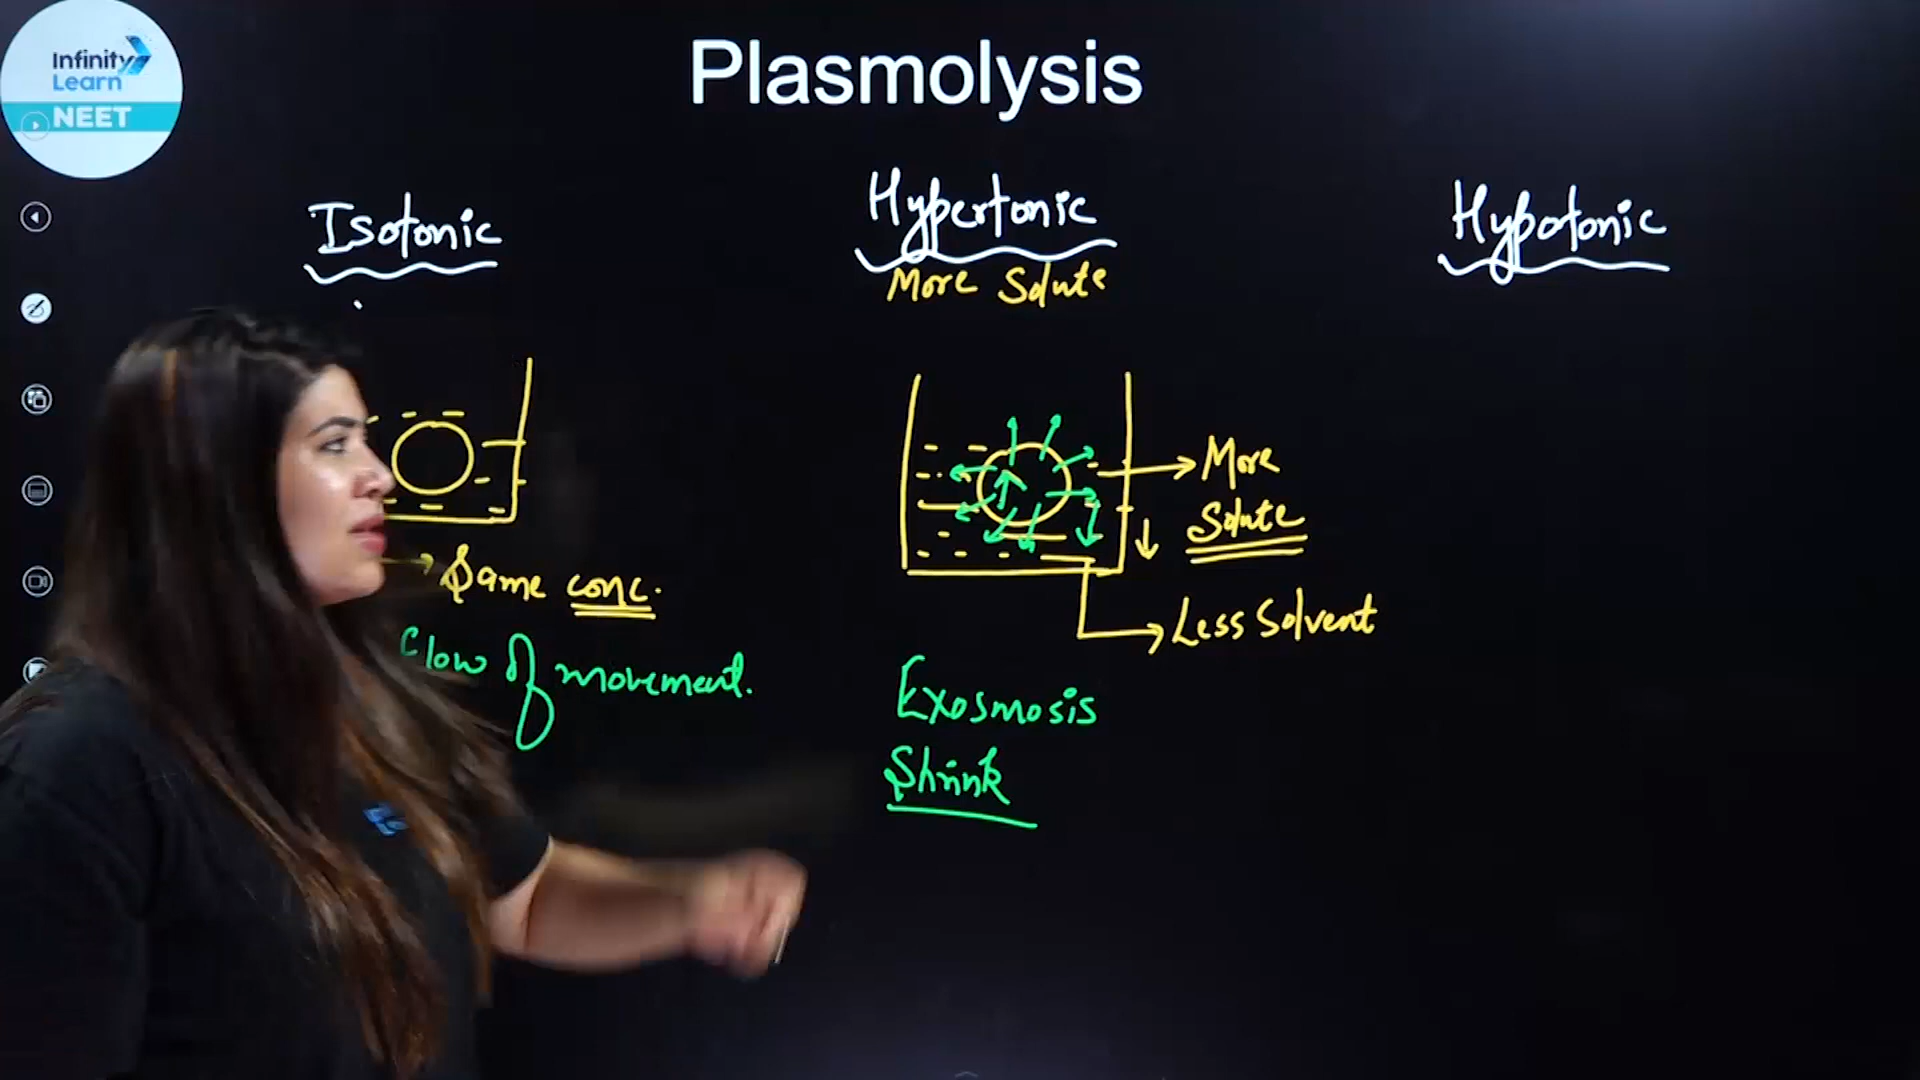 Infinity
Learn
NEET
Plasmolysis
Isotonic
Hypertonic
More Solute
Hypotonic
More
Solute
Same conc.
Less Solvent
flow of movement.
Exosmosis
Shrink